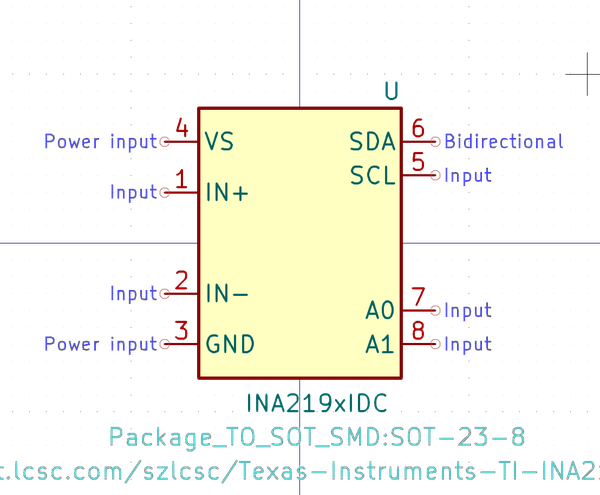 U
Power input 4 VS SDA 6 Bidirectional
Input 1 IN+ SCL 5 Input
Input 2 IN- A0 7 Input
Power input 3 GND A1 8 Input
INA219xIDC
Package_TO_SOT_SMD:SOT-23-8
t.lcsc.com/szlcsc/Texas-Instruments-TI-INA2